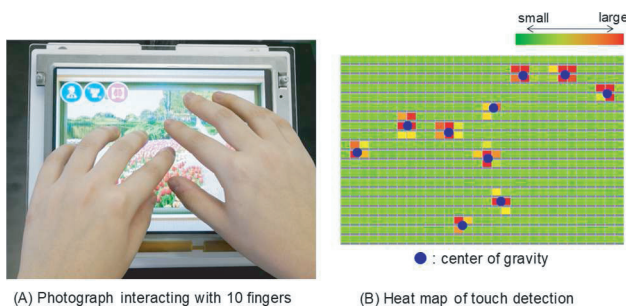 small
large
(A) Photograph interacting with 10 fingers
: center of gravity
(B) Heat map of touch detection